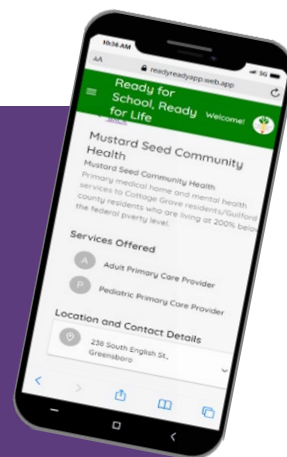 10:36 AM
5G
AA
readyreadyapp.web.app
Ready for
School, Ready
for Life
Welcome!
Mustard Seed Community
Health
Mustard Seed Community Health
Primary medical home and mental health
services to Cottage Grove residents/Guilford
county residents who are living at 200% below
the federal poverty level.
Services Offered
A
Adult Primary Care Provider
P
Pediatric Primary Care Provider
Location and Contact Details
236 South English St.,
Greensboro